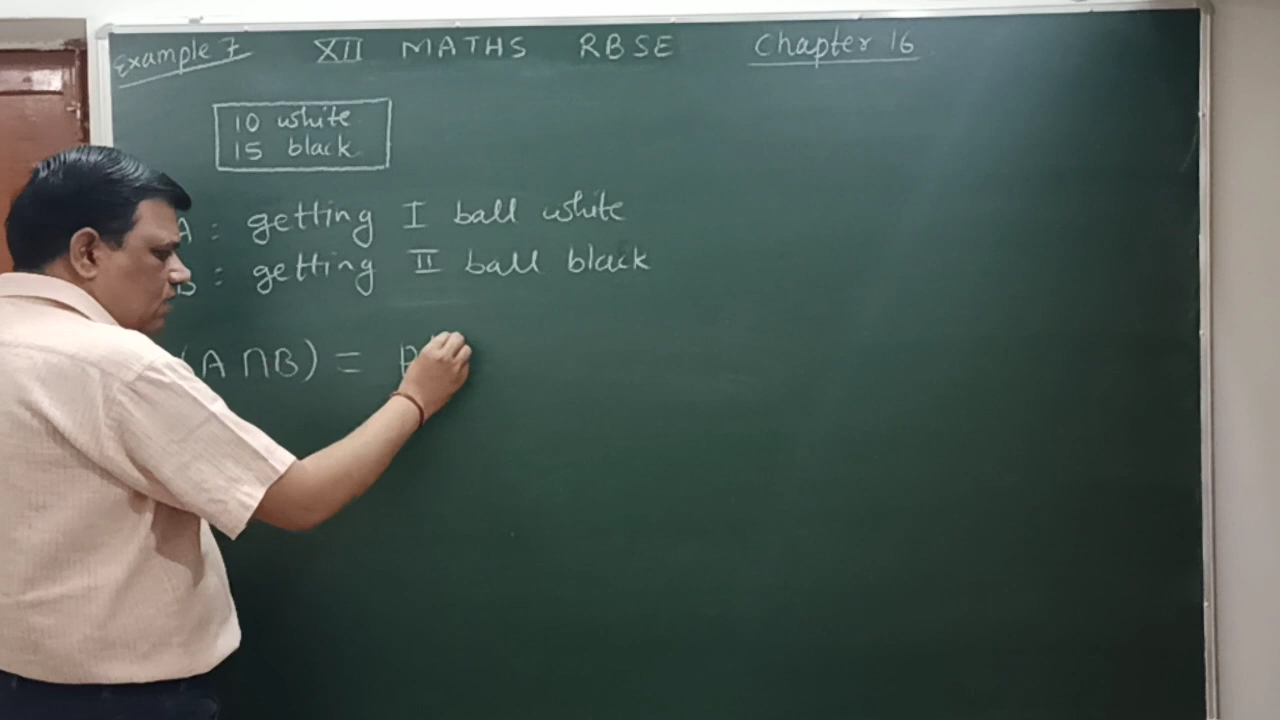 Example 7 XII MATHS RBSE Chapter 16
10 white
15 black
A : getting I ball white
B : getting II ball black
(A ∩ B) = P